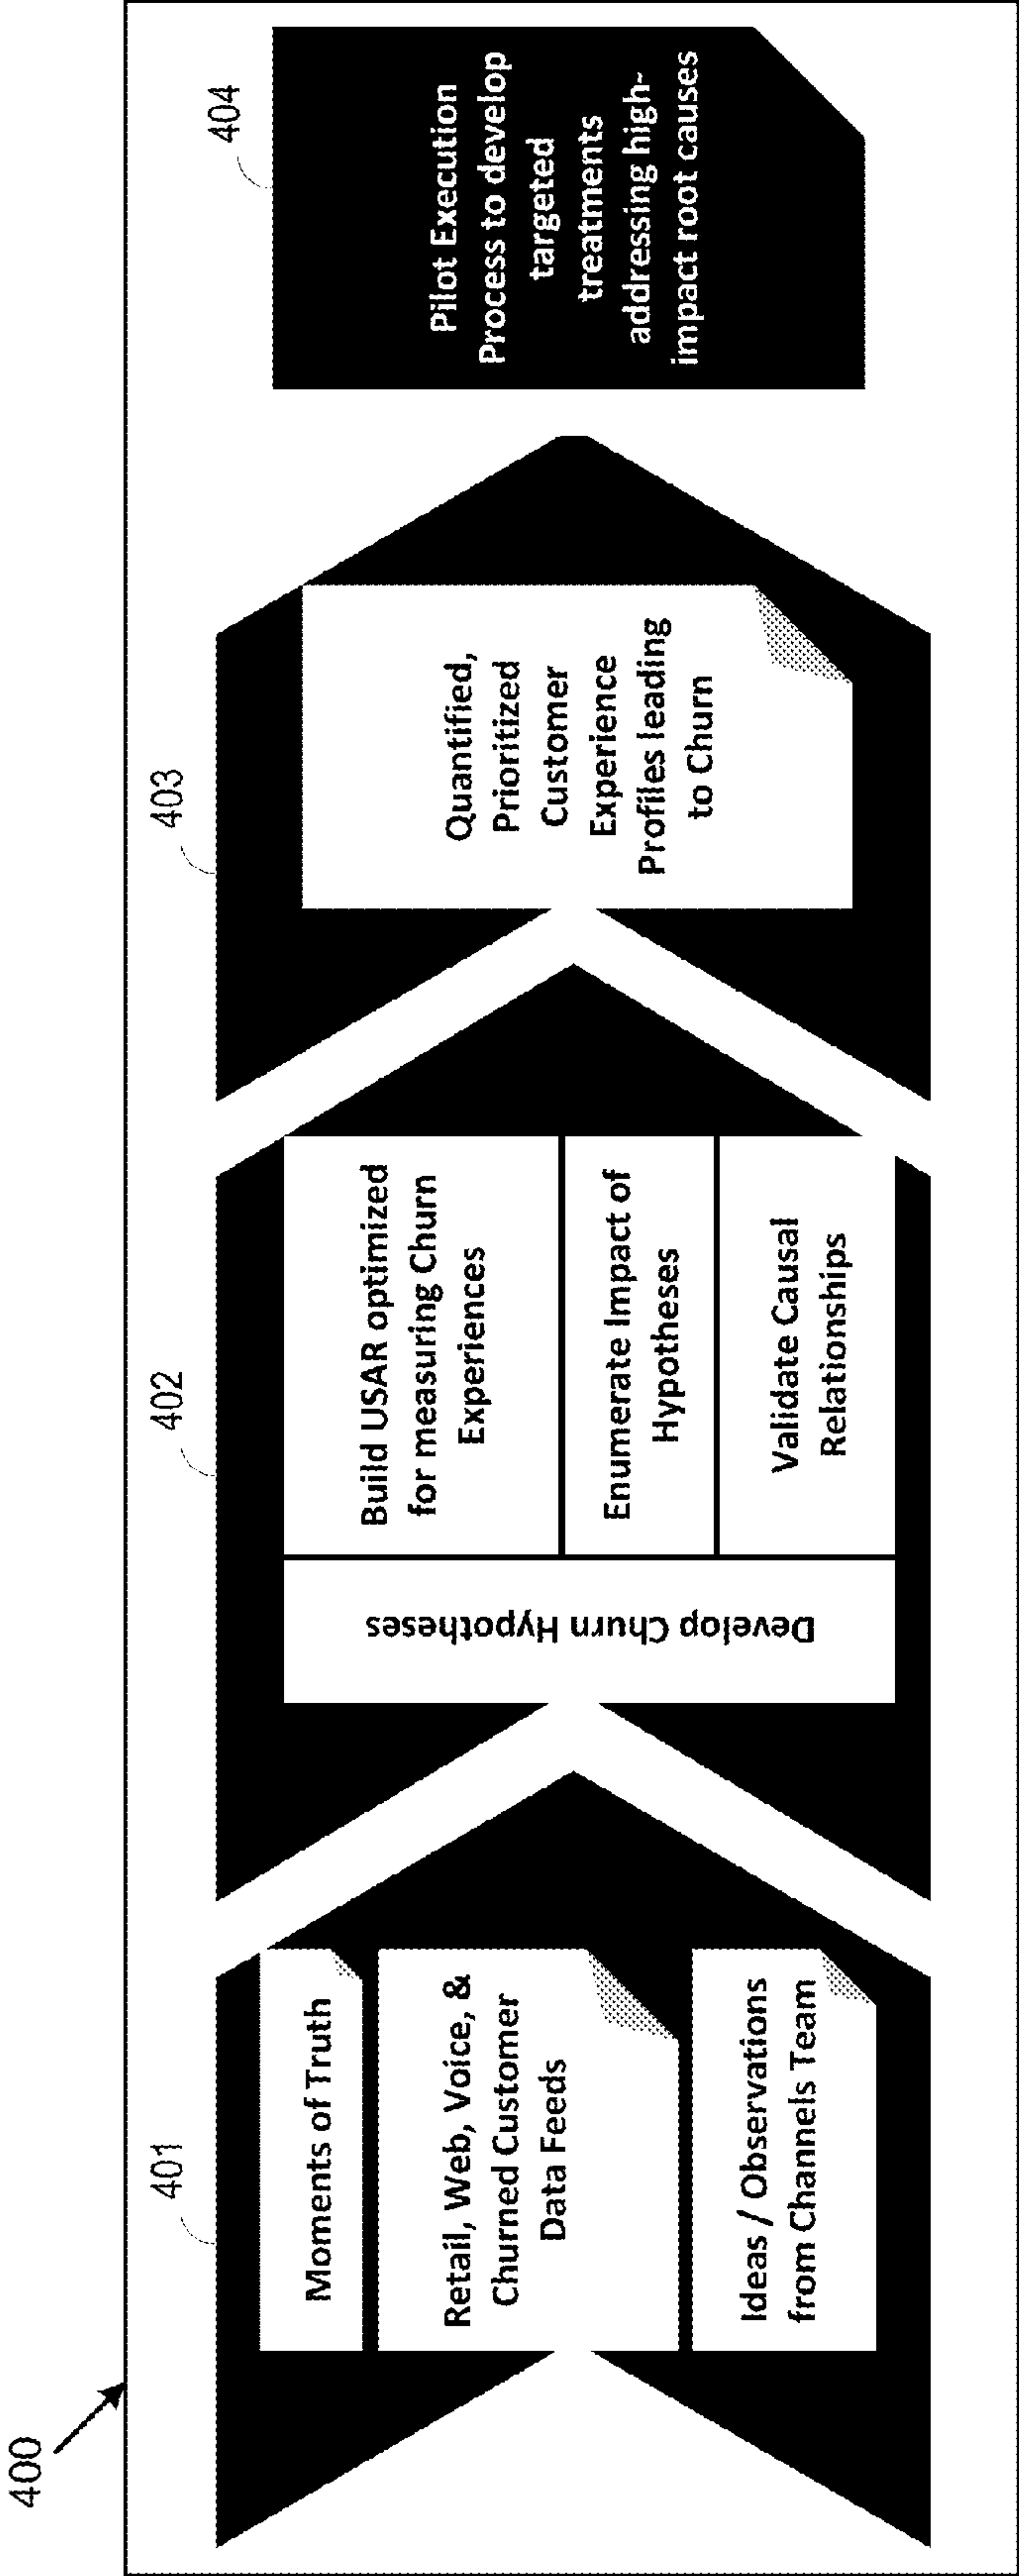 400
401
Moments of Truth
Retail, Web, Voice, &
Churned Customer
Data Feeds
Ideas / Observations
from Channels Team
402
Develop Churn Hypotheses
Build USAR optimized
for measuring Churn
Experiences
Enumerate Impact of
Hypotheses
Validate Causal
Relationships
403
Quantified,
Prioritized
Customer
Experience
Profiles leading
to Churn
404
Pilot Execution
Process to develop
targeted
treatments
addressing high-
impact root causes